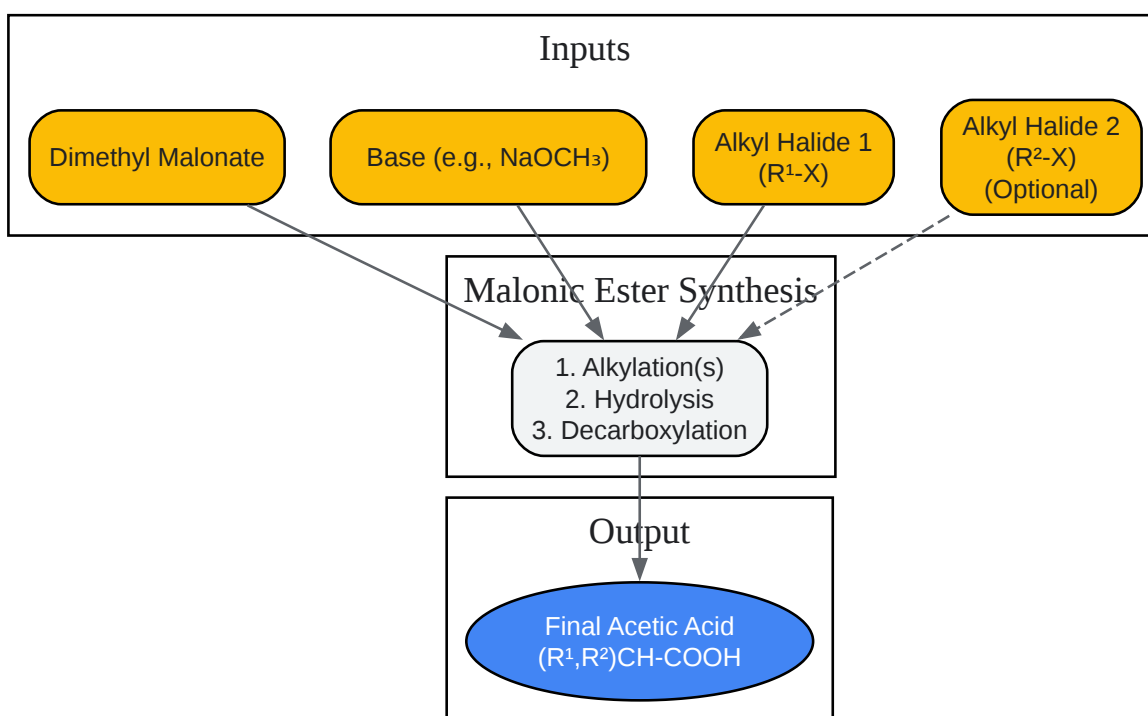 Inputs
Dimethyl Malonate
Base (e.g., NaOCH₃)
Alkyl Halide 1
(R¹-X)
Alkyl Halide 2
(R²-X)
(Optional)
Malonic Ester Synthesis
1. Alkylation(s)
2. Hydrolysis
3. Decarboxylation
Output
Final Acetic Acid
(R¹,R²)CH-COOH